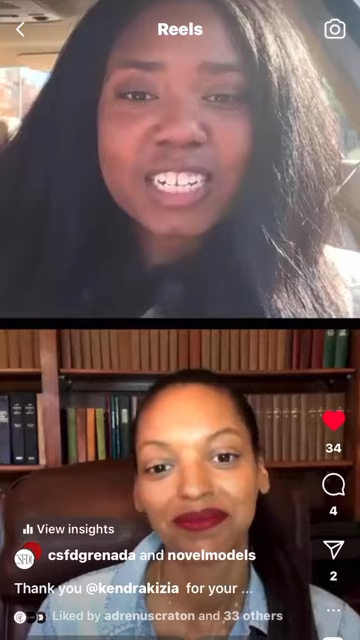 Reels
34
4
View insights
csfdgrenada and novelmodels
2
Thank you @kendrakizia for your ...
Liked by adrenuscraton and 33 others